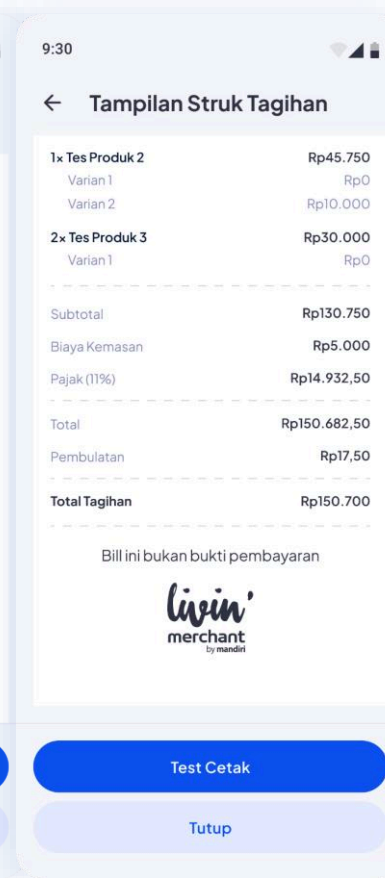 9:30
Tampilan Struk Tagihan
1x Tes Produk 2 Rp45.750
Varian 1 Rp0
Varian 2 Rp10.000
2x Tes Produk 3 Rp30.000
Varian 1 Rp0
Subtotal Rp130.750
Biaya Kemasan Rp5.000
Pajak (11%) Rp14.932,50
Total Rp150.682,50
Pembulatan Rp17,50
Total Tagihan Rp150.700
Bill ini bukan bukti pembayaran
livin'
merchant
by mandiri
Test Cetak
Tutup